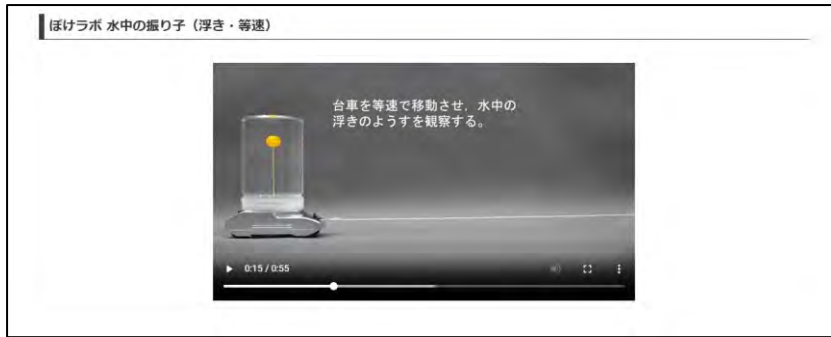 ぼけラボ 水中の振り子（浮き・等速）
台車を等速で移動させ，水中の
浮きのようすを観察する。
0:15 / 0:55